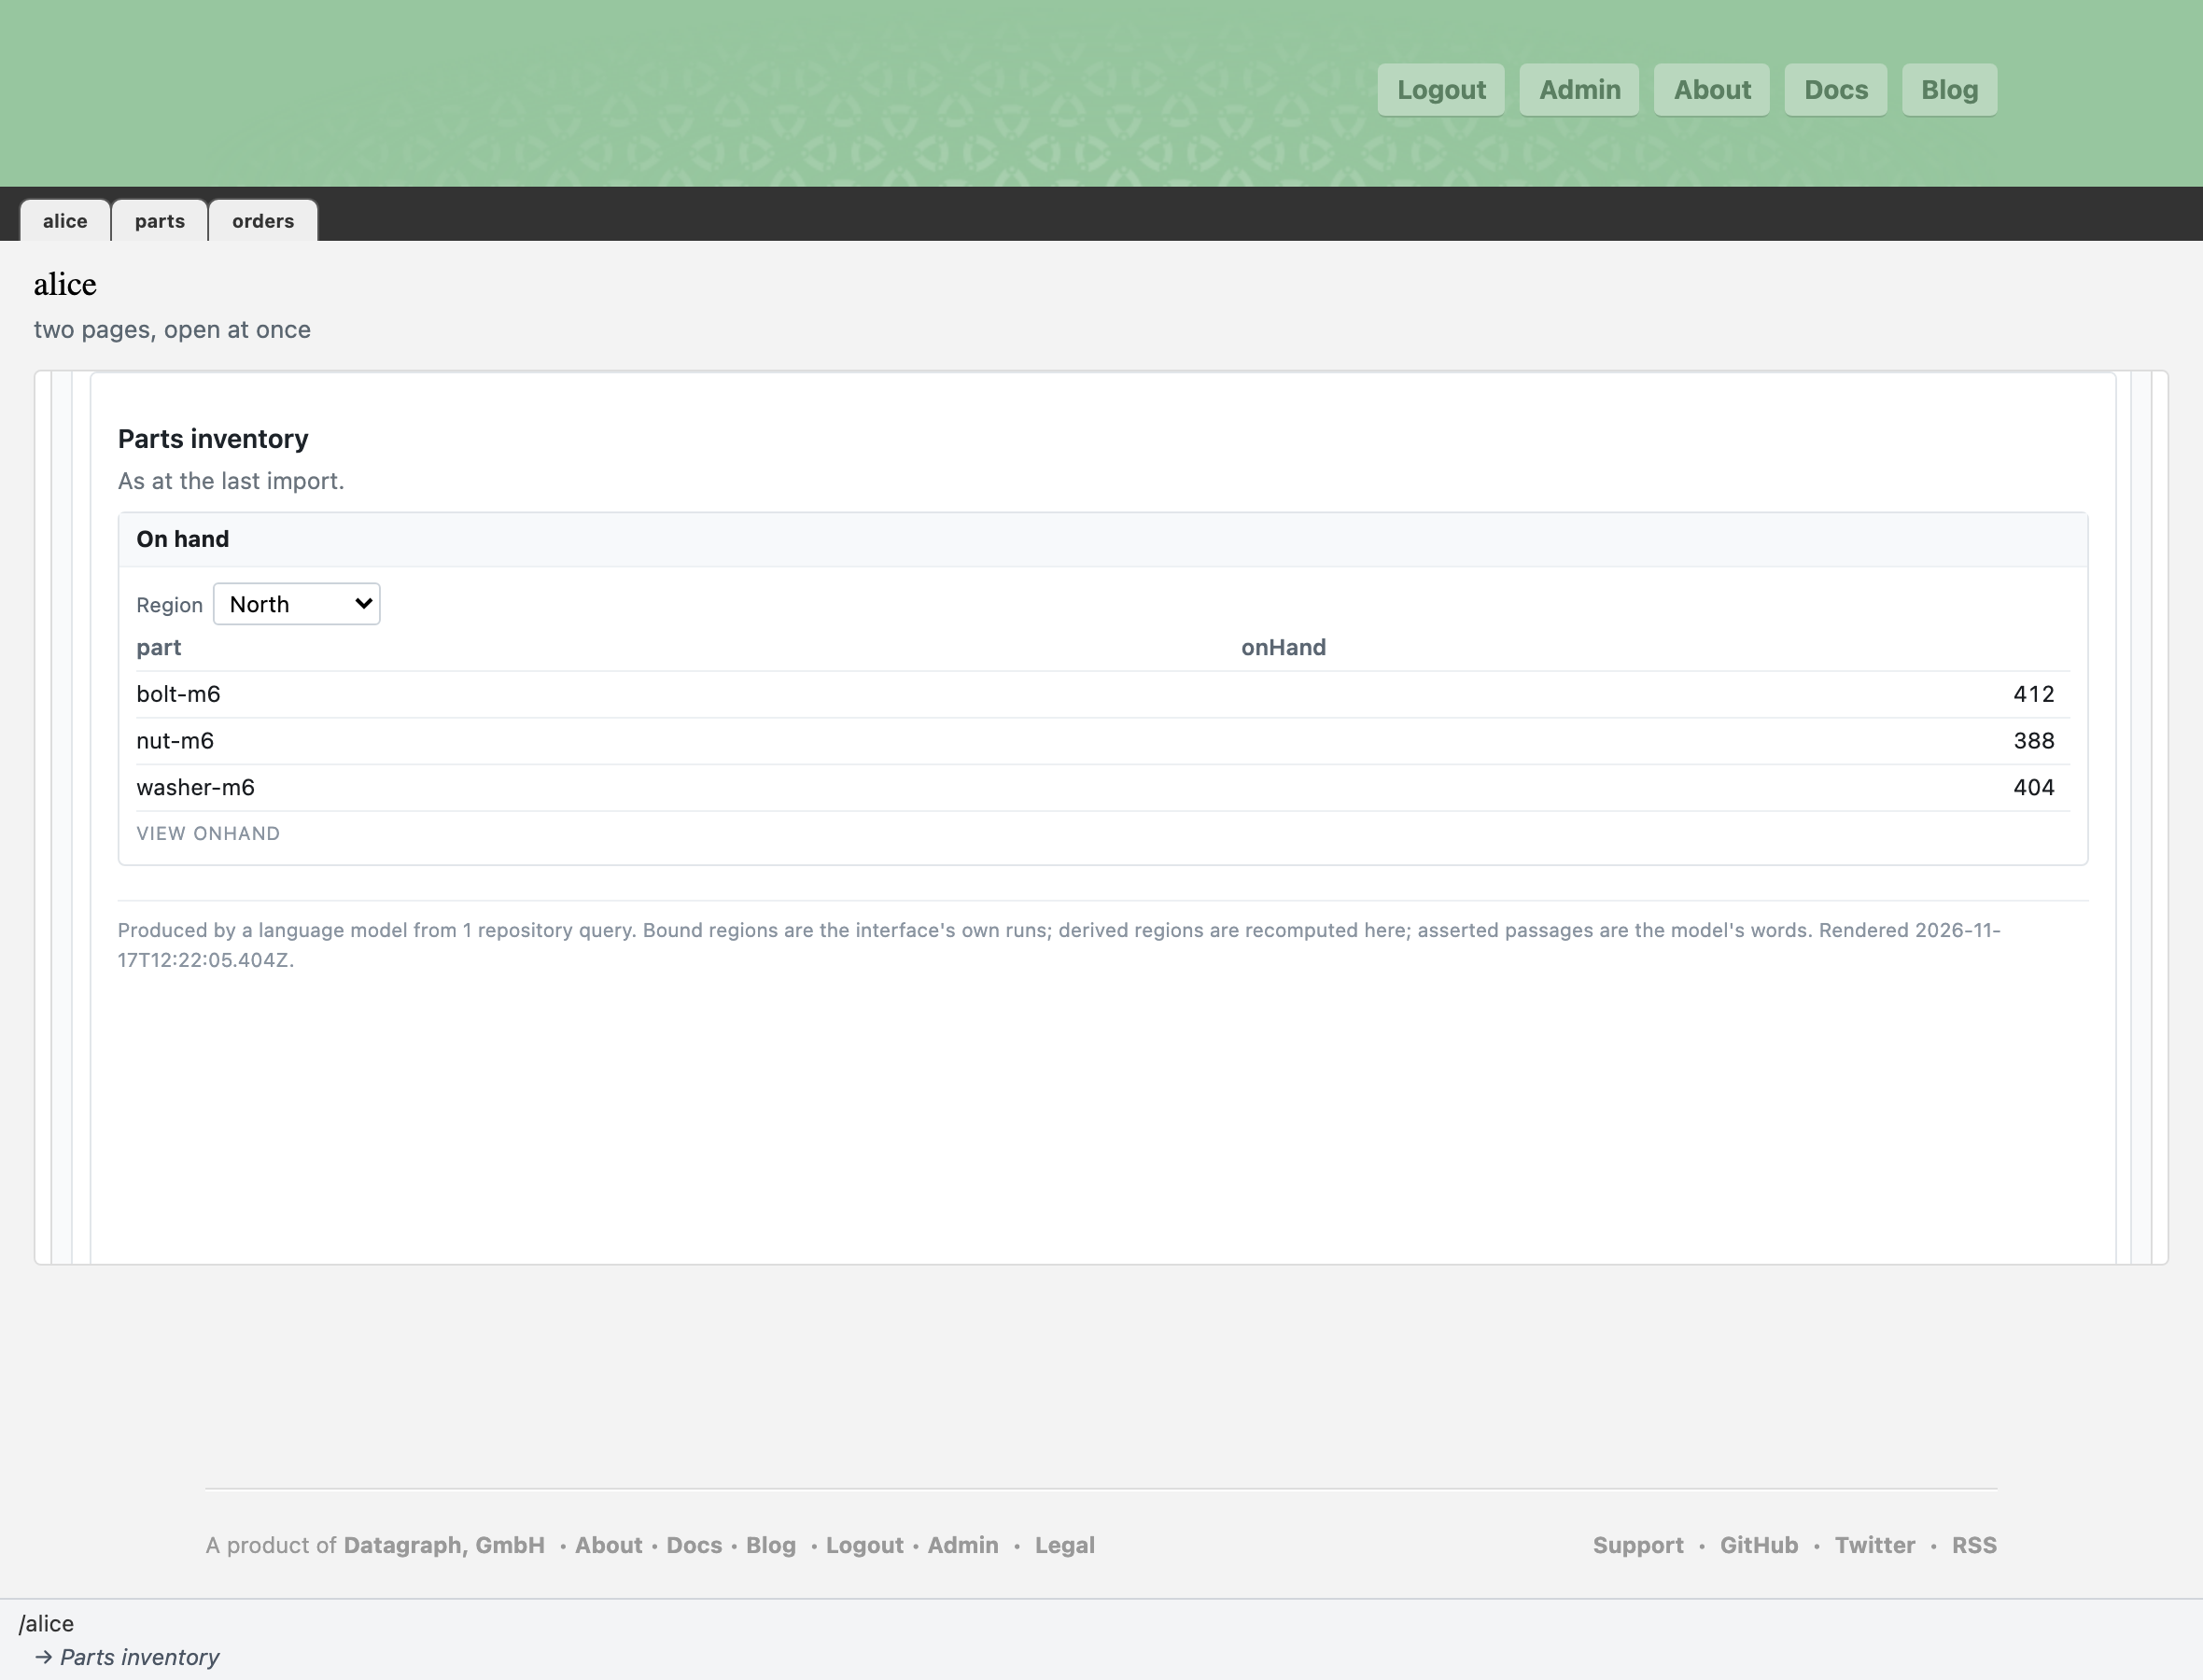 Logout Admin About Docs Blog
alice parts orders
alice
two pages, open at once
Parts inventory
As at the last import.
On hand
Region North
part onHand
bolt-m6 412
nut-m6 388
washer-m6 404
VIEW ONHAND
Produced by a language model from 1 repository query. Bound regions are the interface's own runs; derived regions are recomputed here; asserted passages are the model's words. Rendered 2026-11-
17T12:22:05.404Z.
A product of Datagraph, GmbH • About • Docs • Blog • Logout • Admin • Legal Support • GitHub • Twitter • RSS
/alice
→ Parts inventory